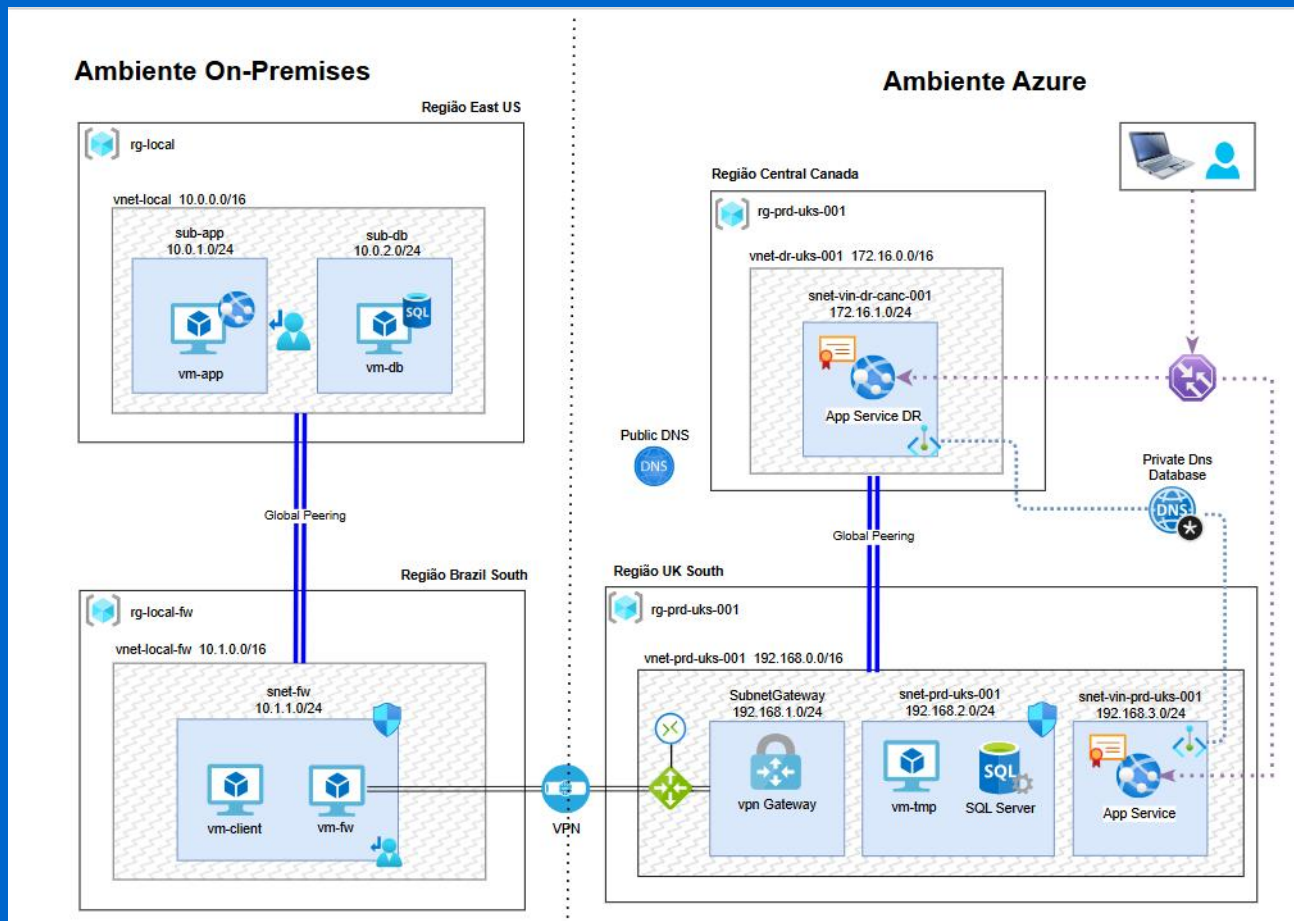 Ambiente On-Premises
Região East US
rg-local
vnet-local 10.0.0.0/16
sub-app
10.0.1.0/24
sub-db
10.0.2.0/24
SQL
vm-app
vm-db
Global Peering
Região Brazil South
rg-local-fw
vnet-local-fw 10.1.0.0/16
snet-fw
10.1.1.0/24
vm-client
vm-fw
VPN
Ambiente Azure
Região Central Canada
rg-prd-uks-001
vnet-dr-uks-001 172.16.0.0/16
snet-vin-dr-canc-001
172.16.1.0/24
App Service DR
Public DNS
DNS
Private Dns
Database
DNS
Global Peering
Região UK South
rg-prd-uks-001
vnet-prd-uks-001 192.168.0.0/16
SubnetGateway
192.168.1.0/24
vpn Gateway
snet-prd-uks-001
192.168.2.0/24
vm-tmp
SQL
SQL Server
snet-vin-prd-uks-001
192.168.3.0/24
App Service